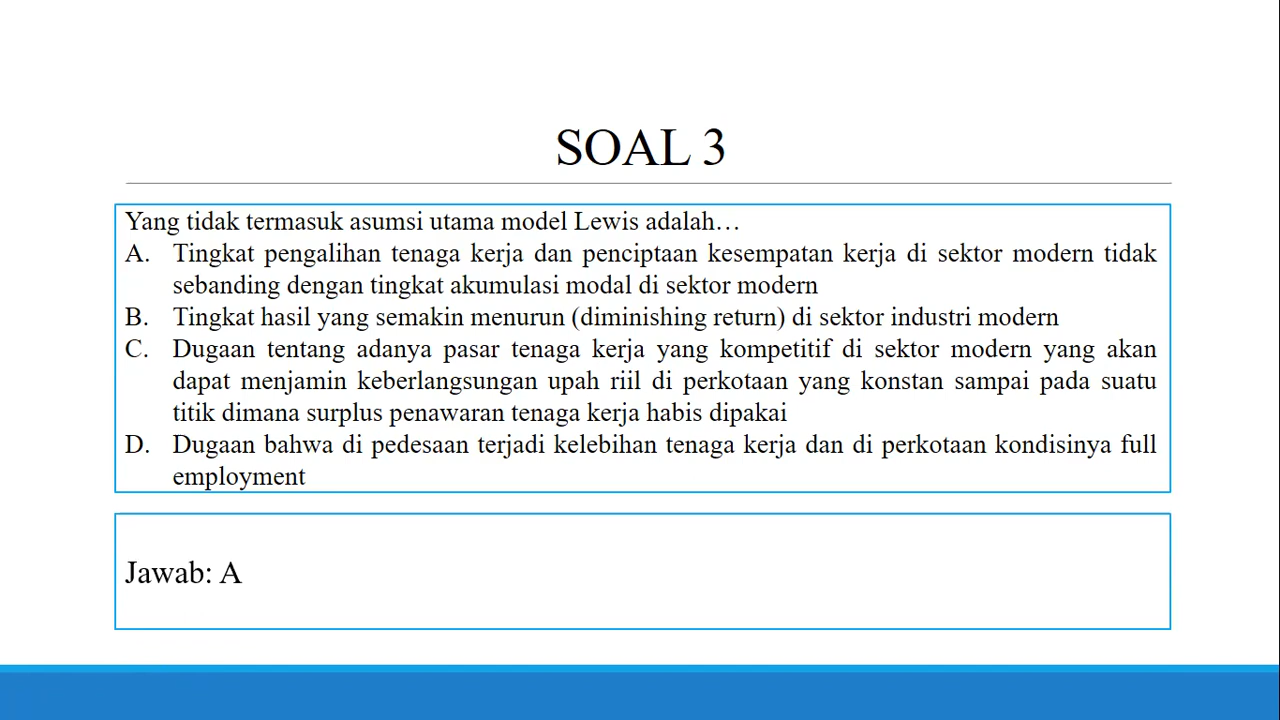 SOAL 3
Yang tidak termasuk asumsi utama model Lewis adalah…
A. Tingkat pengalihan tenaga kerja dan penciptaan kesempatan kerja di sektor modern tidak
sebanding dengan tingkat akumulasi modal di sektor modern
B. Tingkat hasil yang semakin menurun (diminishing return) di sektor industri modern
C. Dugaan tentang adanya pasar tenaga kerja yang kompetitif di sektor modern yang akan
dapat menjamin keberlangsungan upah riil di perkotaan yang konstan sampai pada suatu
titik dimana surplus penawaran tenaga kerja habis dipakai
D. Dugaan bahwa di pedesaan terjadi kelebihan tenaga kerja dan di perkotaan kondisinya full
employment
Jawab: A